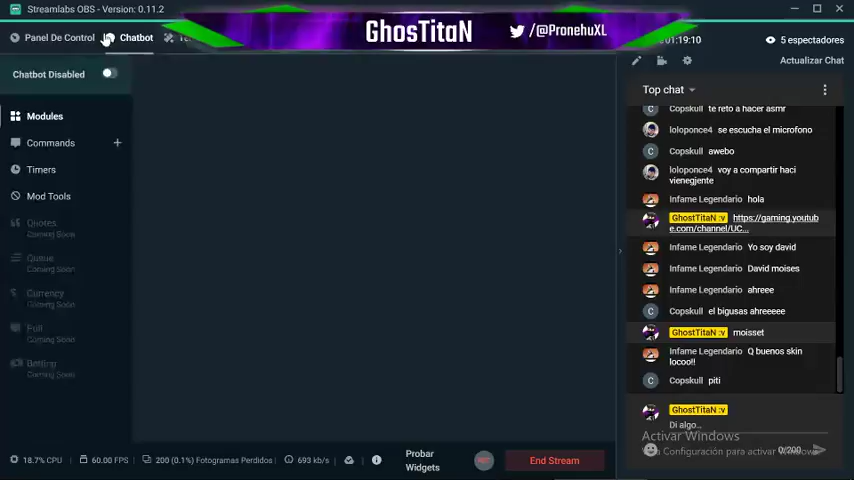 Streamlabs OBS - Version: 0.11.2
Panel De Control
Chatbot
GhosTitaN
/@PronehuXL
01:19:10
5 espectadores
Actualizar Chat
Chatbot Disabled
Modules
Commands
+
Timers
Mod Tools
Quotes
Coming Soon
Queue
Coming Soon
Currency
Coming Soon
Poll
Coming Soon
Betting
Coming Soon
Top chat
Copskull te reto a hacer asmr
loloponce4 se escucha el microfono
C Copskull awebo
loloponce4 voy a compartir haci
vienegjente
Infame Legendario hola
GhostTitaN :v https://gaming.youtub
e.com/channel/UC...
Infame Legendario Yo soy david
Infame Legendario David moises
Infame Legendario ahreee
C Copskull el bigusas ahreeeee
GhostTitaN :v moisset
Infame Legendario Q buenos skin
locoo!!
C Copskull piti
GhostTitaN :v
Di algo...
Activar Windows
Configuración para activar Windows
0/200
18.7% CPU
60.00 FPS
200 (0.1%) Fotogramas Perdidos
693 kb/s
Probar
Widgets
End Stream